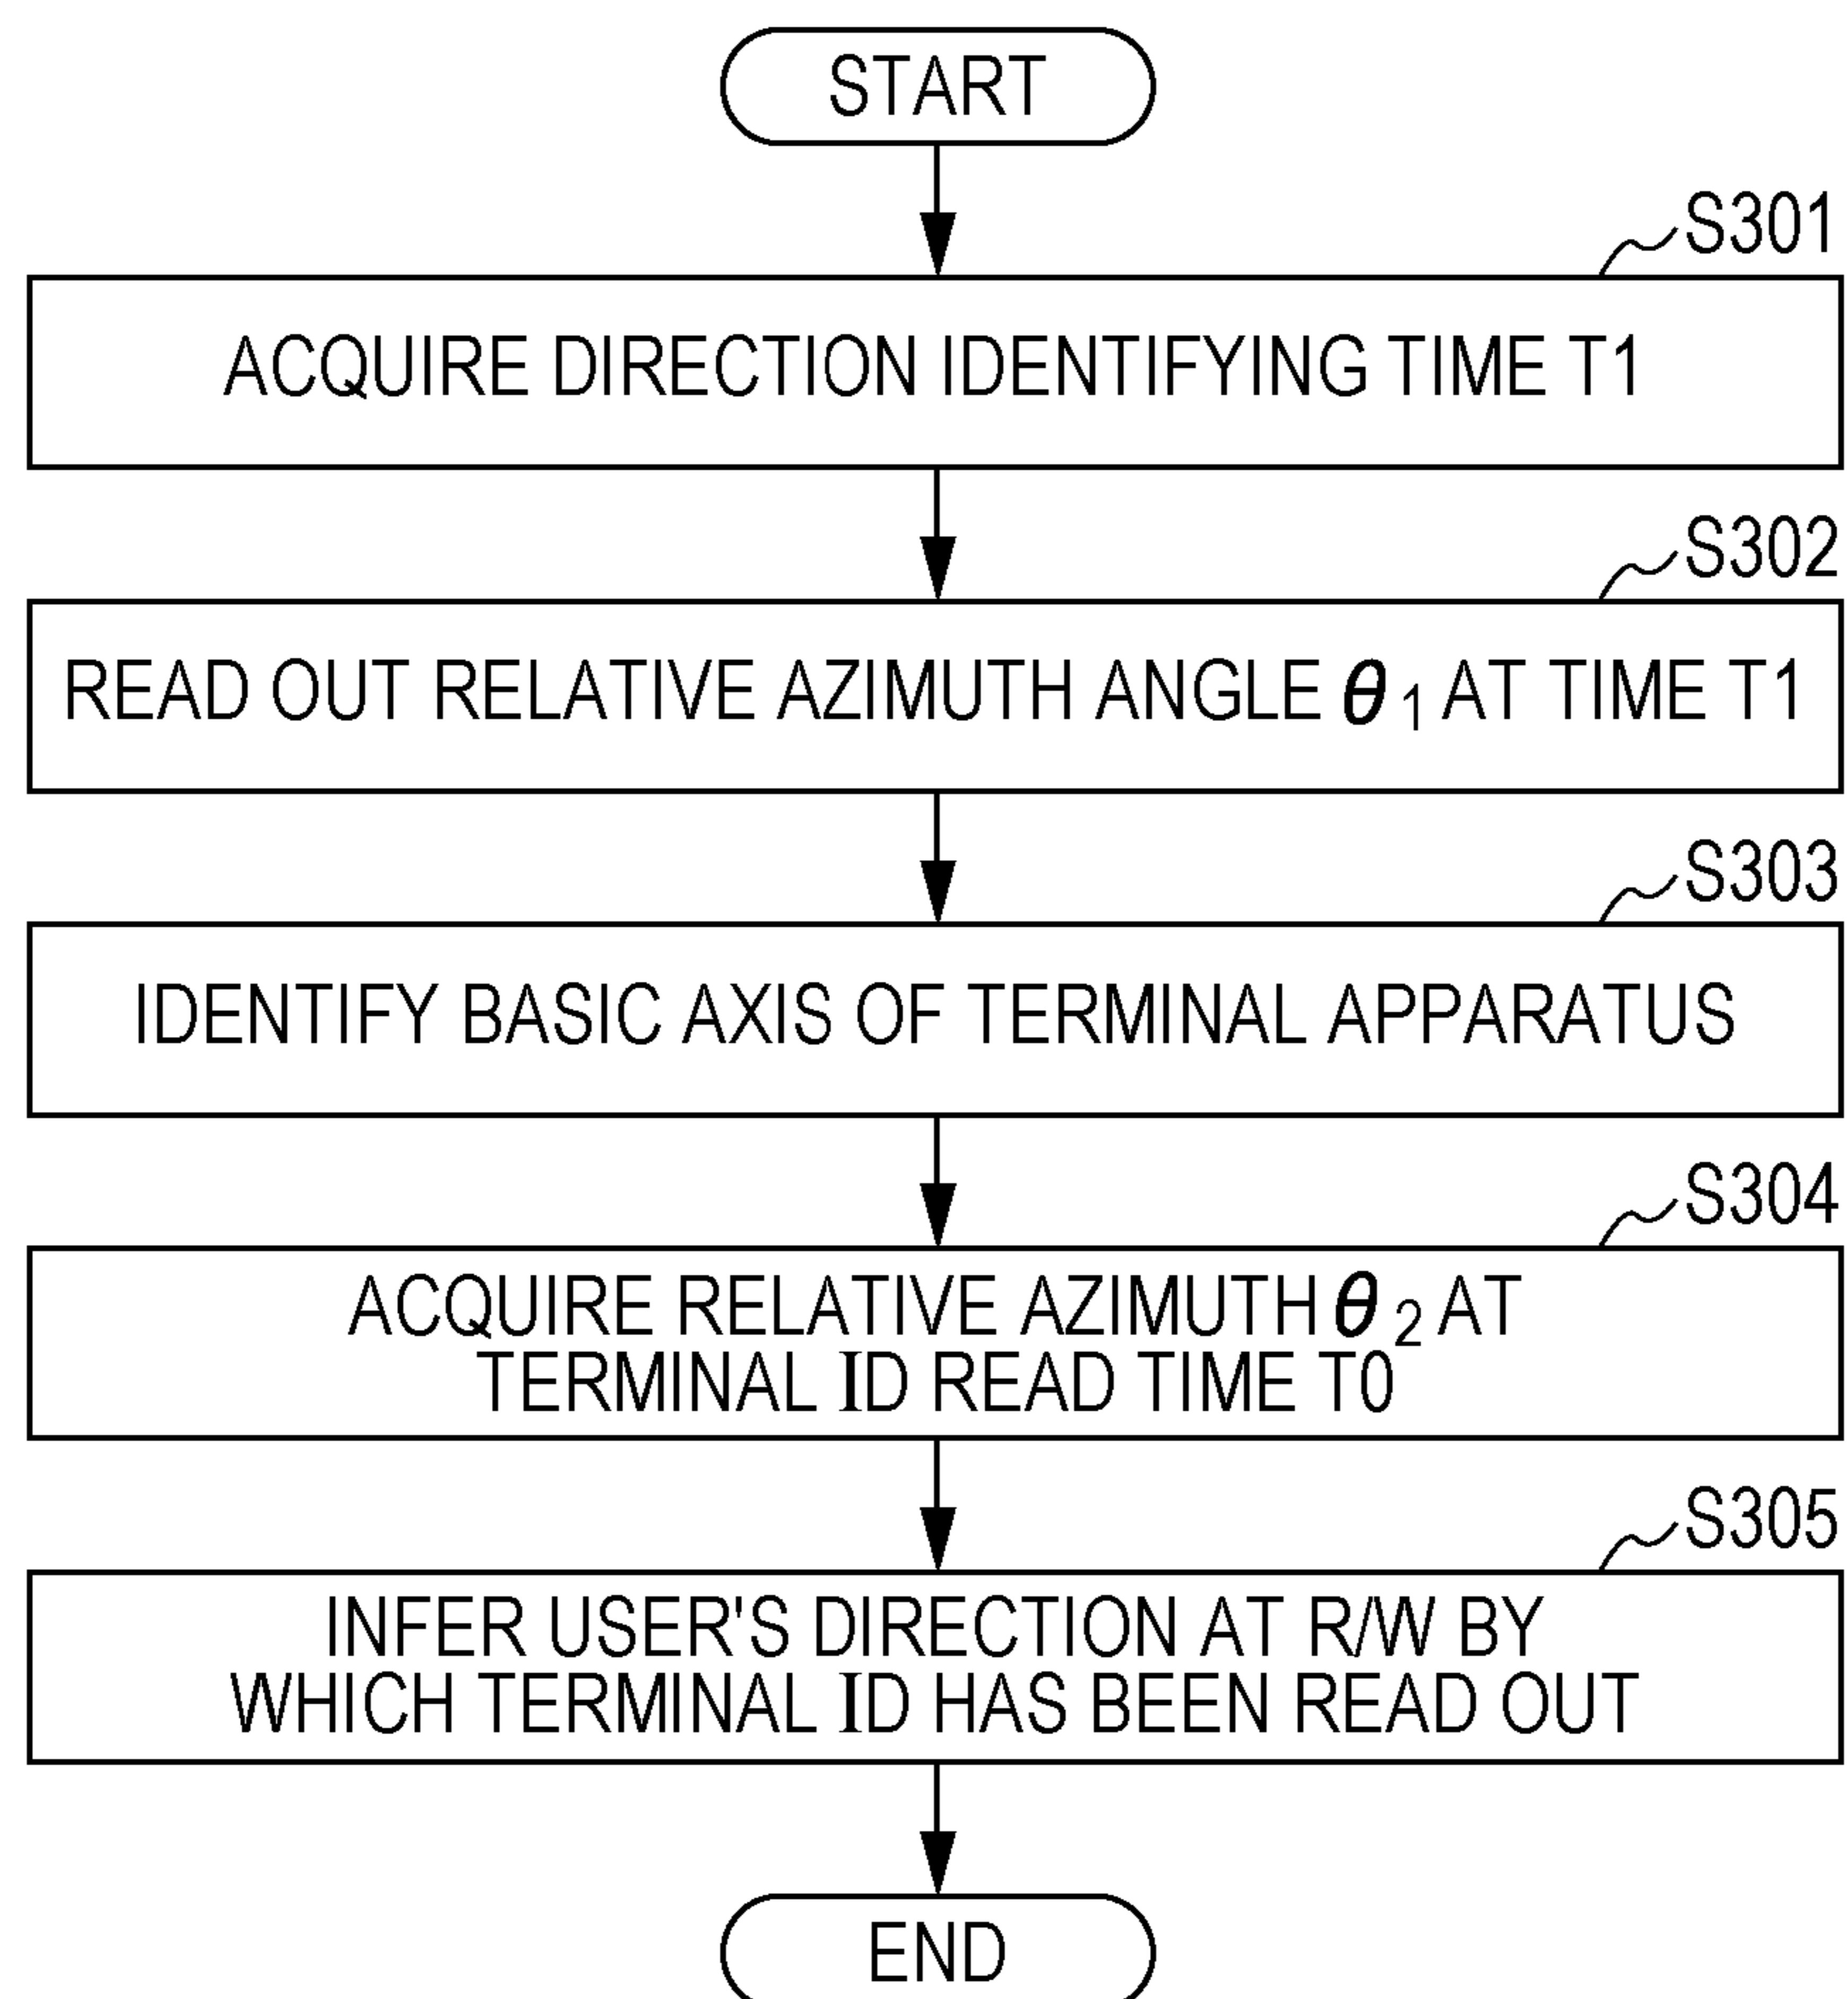 START
S301
ACQUIRE DIRECTION IDENTIFYING TIME T1
S302
READ OUT RELATIVE AZIMUTH ANGLE θ₁ AT TIME T1
S303
IDENTIFY BASIC AXIS OF TERMINAL APPARATUS
S304
ACQUIRE RELATIVE AZIMUTH θ₂ AT
TERMINAL ID READ TIME T0
S305
INFER USER'S DIRECTION AT R/W BY
WHICH TERMINAL ID HAS BEEN READ OUT
END